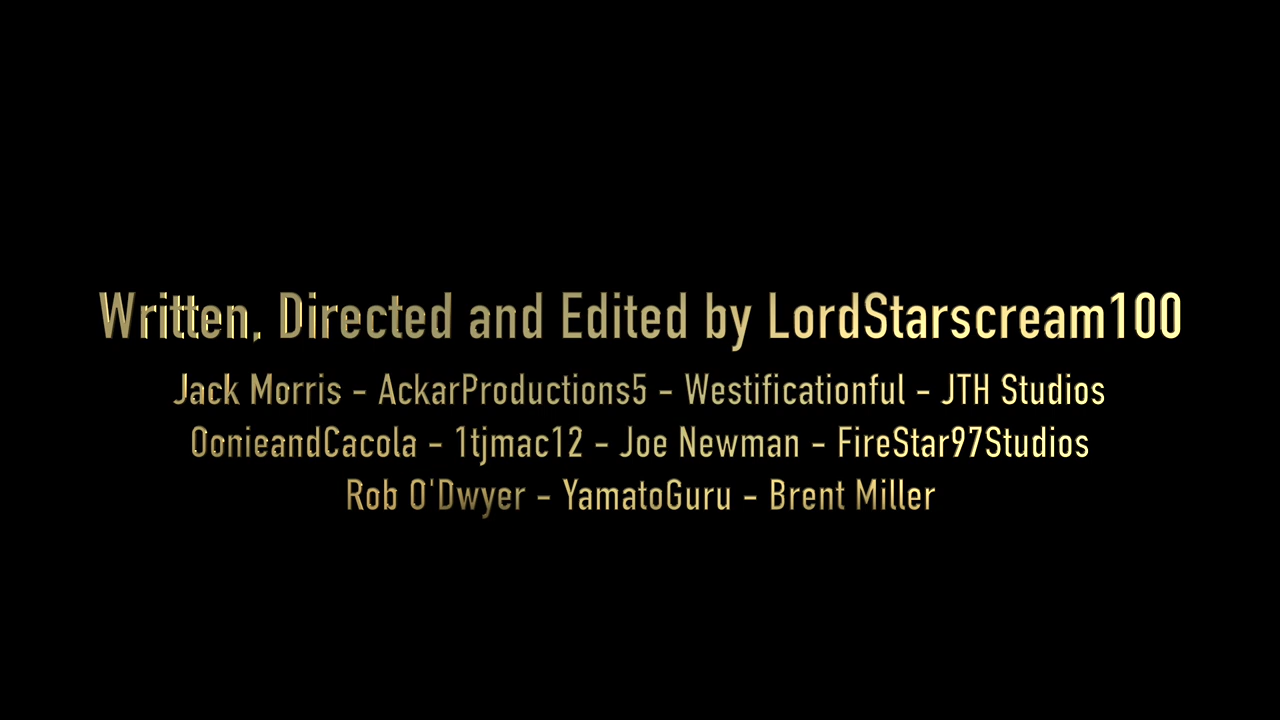 Written, Directed and Edited by LordStarscream100
Jack Morris - AckarProductions5 - Westificationful - JTH Studios
OonieandCacola - 1tjmac12 - Joe Newman - FireStar97Studios
Rob O'Dwyer - YamatoGuru - Brent Miller